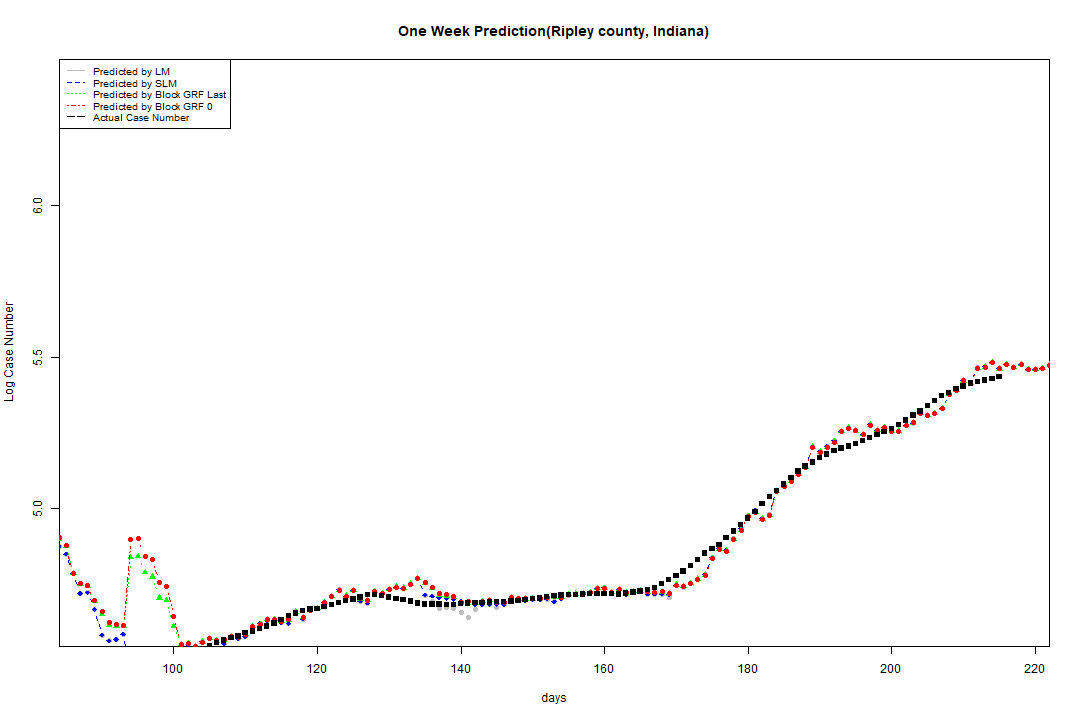 One Week Prediction(Ripley county, Indiana)
Predicted by LM
Predicted by SLM
Predicted by Block GRF Last
Predicted by Block GRF 0
Actual Case Number
Log Case Number
6.0
5.5
5.0
100 120 140 160 180 200 220
days